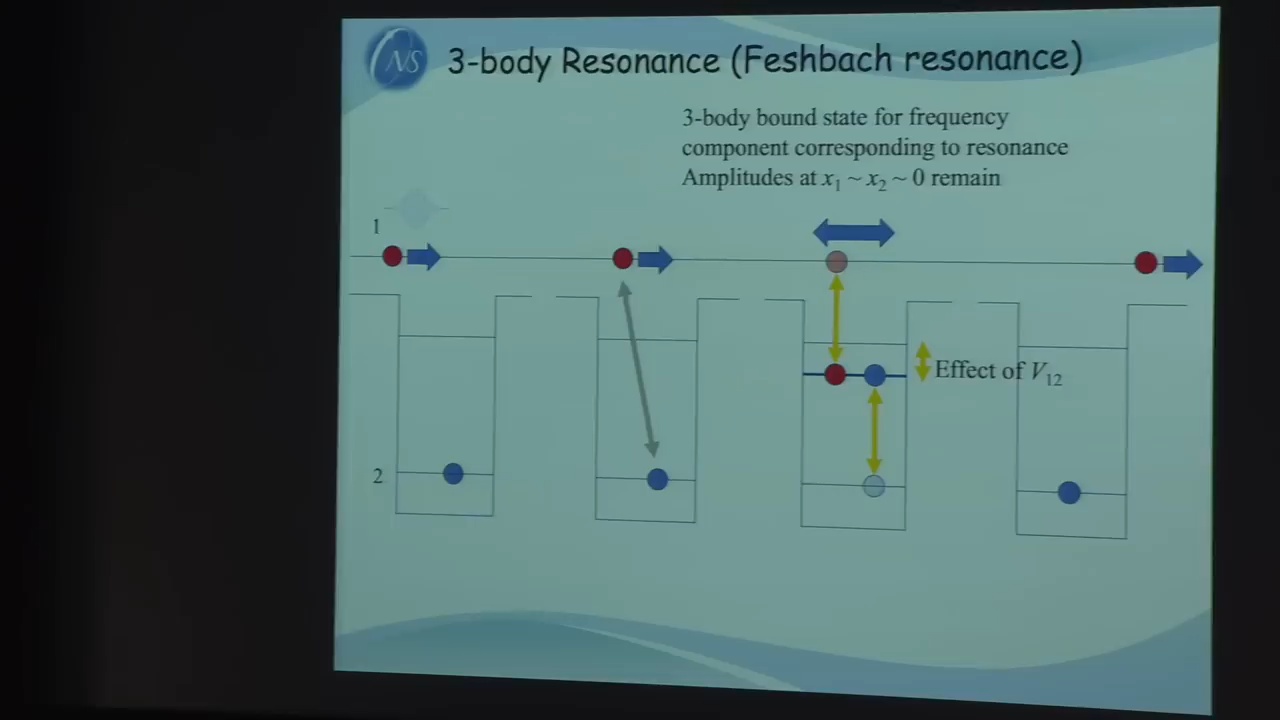 NS
3-body Resonance (Feshbach resonance)
3-body bound state for frequency
component corresponding to resonance
Amplitudes at x₁ ~ x₂ ~ 0 remain
1
Effect of V₁₂
2